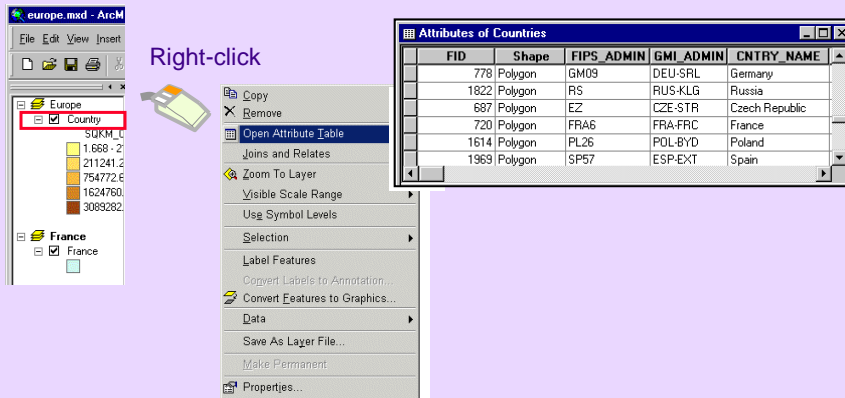 europe.mxd - ArcM
File Edit View Insert
Europe
Country
SQKM_
1.668 - 2
211241.2
754772.6
1624760.
3089282.
France
France
Right-click
Copy
Remove
Open Attribute Table
Joins and Relates
Zoom To Layer
Visible Scale Range
Use Symbol Levels
Selection
Label Features
Convert Labels to Annotation...
Convert Features to Graphics...
Data
Save As Layer File...
Make Permanent
Properties...
Attributes of Countries
FID Shape FIPS_ADMIN GMI_ADMIN CNTRY_NAME
778 Polygon GM09 DEU-SRL Germany
1822 Polygon RS RUS-KLG Russia
687 Polygon EZ CZE-STR Czech Republic
720 Polygon FRA6 FRA-FRC France
1614 Polygon PL26 POL-BYD Poland
1969 Polygon SP57 ESP-EXT Spain